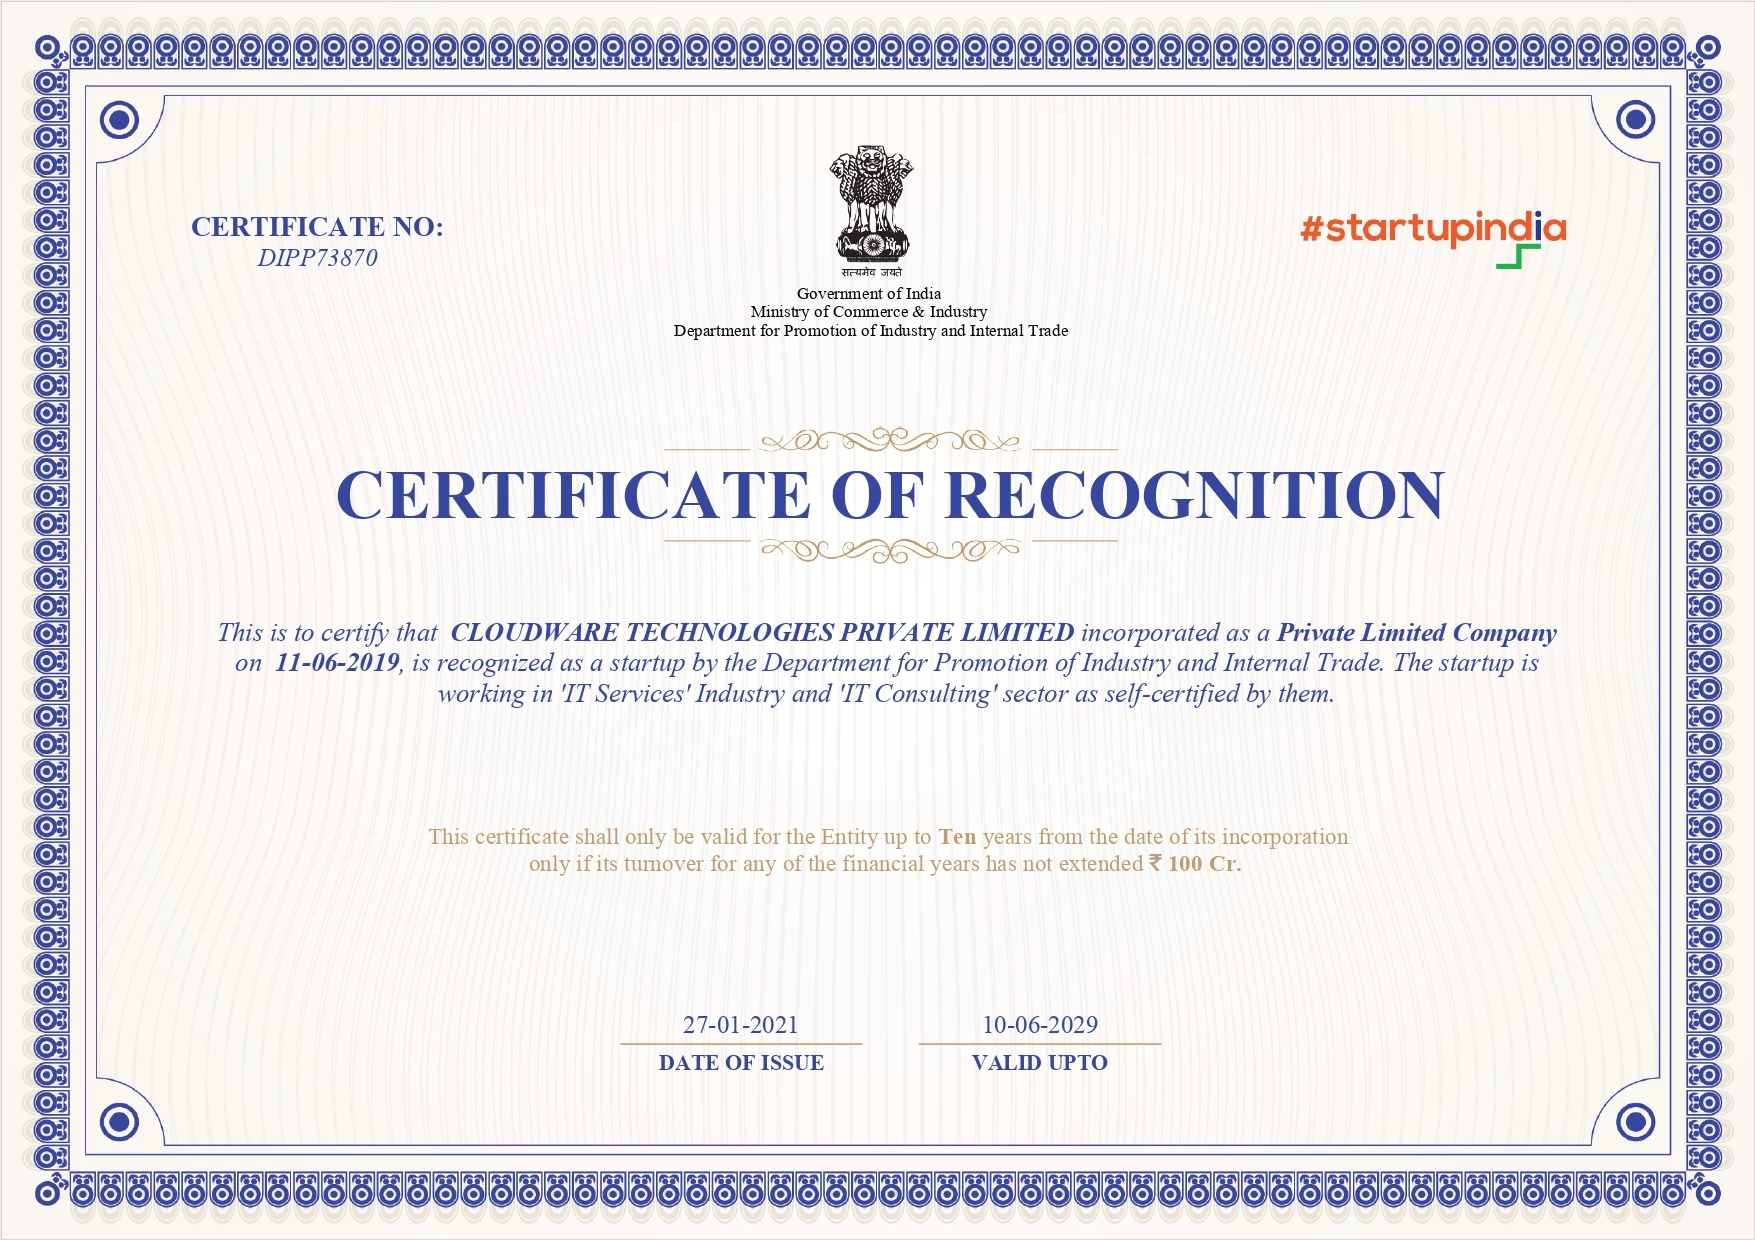 CERTIFICATE NO:
DIPP73870
सत्यमेव जयते
#startupindia
Government of India
Ministry of Commerce & Industry
Department for Promotion of Industry and Internal Trade
CERTIFICATE OF RECOGNITION
This is to certify that CLOUDWARE TECHNOLOGIES PRIVATE LIMITED incorporated as a Private Limited Company
on 11-06-2019, is recognized as a startup by the Department for Promotion of Industry and Internal Trade. The startup is
working in 'IT Services' Industry and 'IT Consulting' sector as self-certified by them.
This certificate shall only be valid for the Entity up to Ten years from the date of its incorporation
only if its turnover for any of the financial years has not extended ₹ 100 Cr.
27-01-2021
DATE OF ISSUE
10-06-2029
VALID UPTO